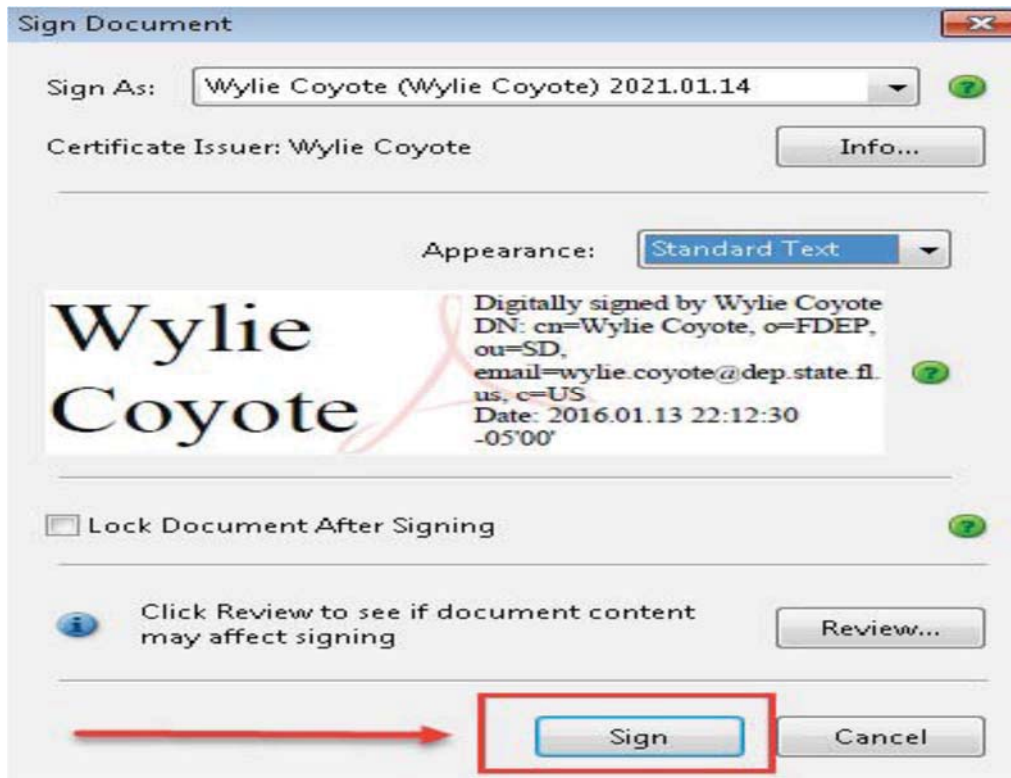 Sign Document
Sign As: Wylie Coyote (Wylie Coyote) 2021.01.14
Certificate Issuer: Wylie Coyote Info...
Appearance: Standard Text
Wylie
Coyote
Digitally signed by Wylie Coyote
DN: cn=Wylie Coyote, o=FDEP,
ou=SD,
email=wylie.coyote@dep.state.fl.
us, c=US
Date: 2016.01.13 22:12:30
-05'00'
Lock Document After Signing
Click Review to see if document content
may affect signing
Review...
Sign Cancel